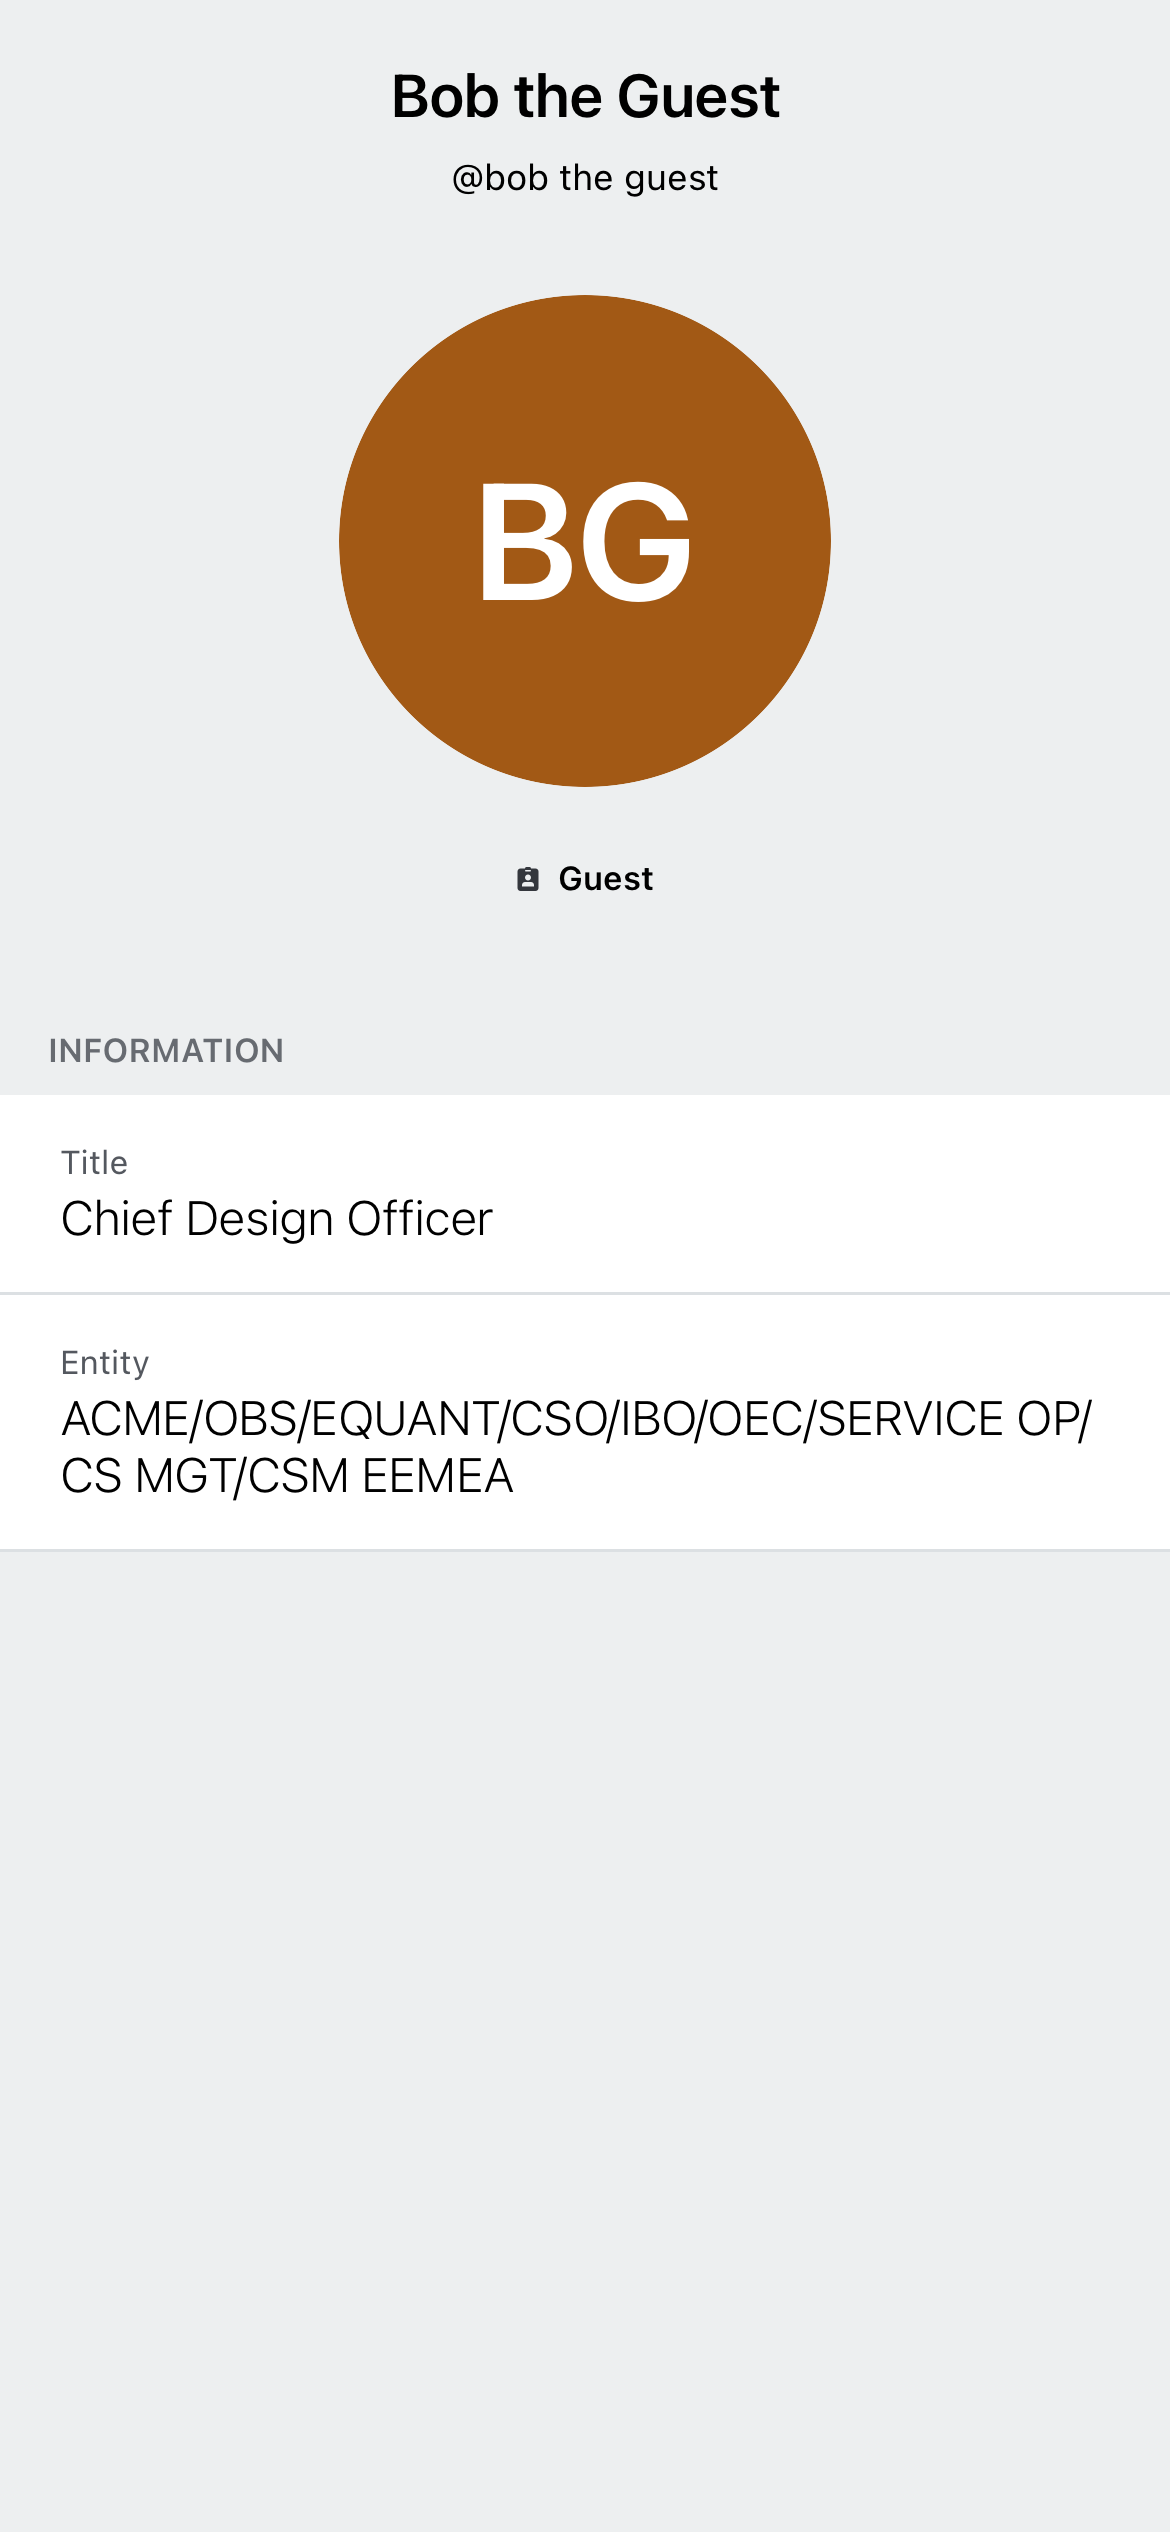 Bob the Guest
@bob the guest
BG
Guest
INFORMATION
Title
Chief Design Officer
Entity
ACME/OBS/EQUANT/CSO/IBO/OEC/SERVICE OP/
CS MGT/CSM EEMEA